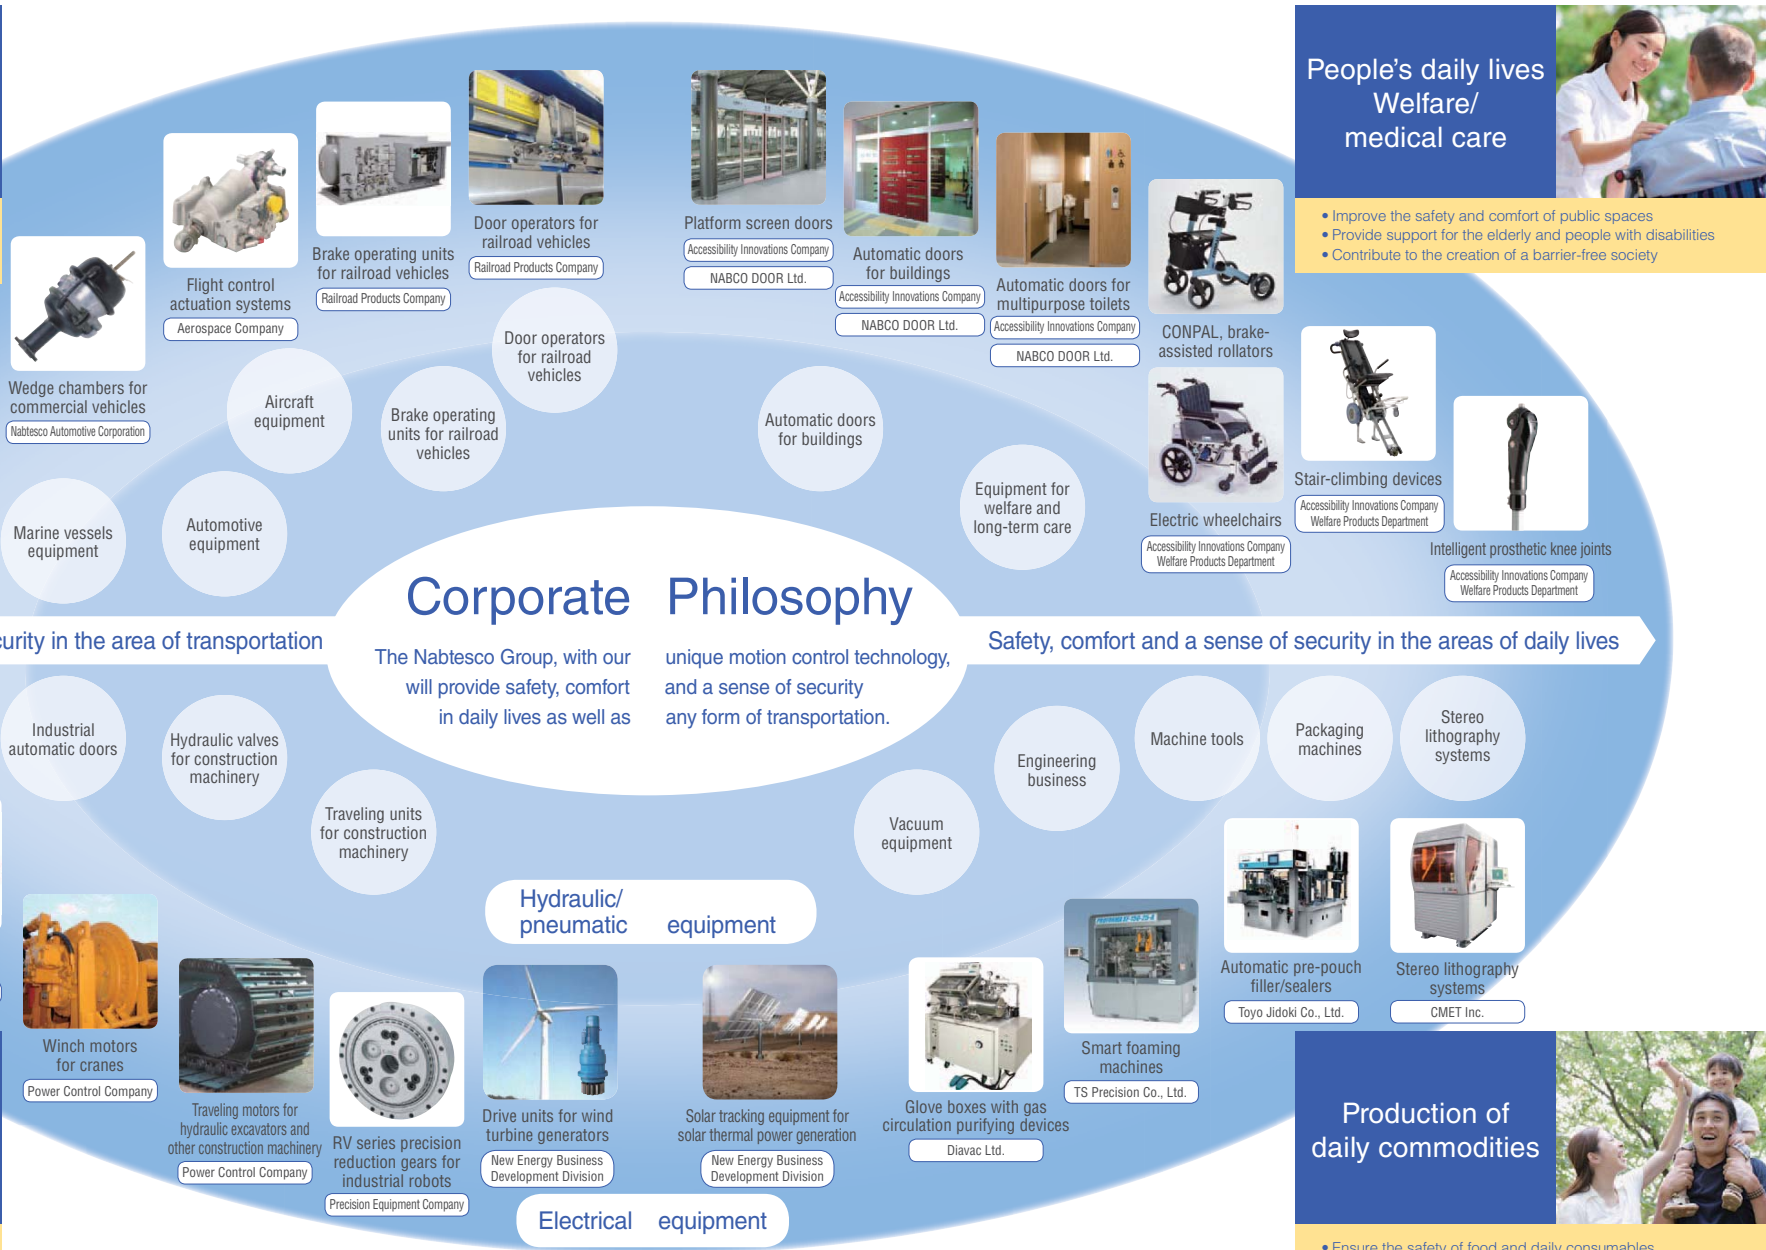 People's daily lives
Welfare/
medical care
• Improve the safety and comfort of public spaces
• Provide support for the elderly and people with disabilities
• Contribute to the creation of a barrier-free society
Wedge chambers for
commercial vehicles
Nabtesco Automotive Corporation
Flight control
actuation systems
Aerospace Company
Brake operating units
for railroad vehicles
Railroad Products Company
Door operators for
railroad vehicles
Railroad Products Company
Platform screen doors
Accessibility Innovations Company
NABCO DOOR Ltd.
Automatic doors
for buildings
Accessibility Innovations Company
NABCO DOOR Ltd.
Automatic doors for
multipurpose toilets
Accessibility Innovations Company
NABCO DOOR Ltd.
CONPAL, brake-
assisted rollators
Electric wheelchairs
Accessibility Innovations Company
Welfare Products Department
Stair-climbing devices
Accessibility Innovations Company
Welfare Products Department
Intelligent prosthetic knee joints
Accessibility Innovations Company
Welfare Products Department
Marine vessels
equipment
Automotive
equipment
Aircraft
equipment
Brake operating
units for railroad
vehicles
Door operators
for railroad
vehicles
Automatic doors
for buildings
Equipment for
welfare and
long-term care
Corporate Philosophy
The Nabtesco Group, with our unique motion control technology,
will provide safety, comfort and a sense of security
in daily lives as well as any form of transportation.
curity in the area of transportation
Safety, comfort and a sense of security in the areas of daily lives
Industrial
automatic doors
Hydraulic valves
for construction
machinery
Traveling units
for construction
machinery
Vacuum
equipment
Engineering
business
Machine tools
Packaging
machines
Stereo
lithography
systems
Hydraulic/
pneumatic equipment
Winch motors
for cranes
Power Control Company
Traveling motors for
hydraulic excavators and
other construction machinery
Power Control Company
RV series precision
reduction gears for
industrial robots
Precision Equipment Company
Drive units for wind
turbine generators
New Energy Business
Development Division
Solar tracking equipment for
solar thermal power generation
New Energy Business
Development Division
Glove boxes with gas
circulation purifying devices
Diavac Ltd.
Smart foaming
machines
TS Precision Co., Ltd.
Automatic pre-pouch
filler/sealers
Toyo Jidoki Co., Ltd.
Stereo lithography
systems
CMET Inc.
Electrical equipment
Production of
daily commodities
• Ensure the safety of food and daily consumables